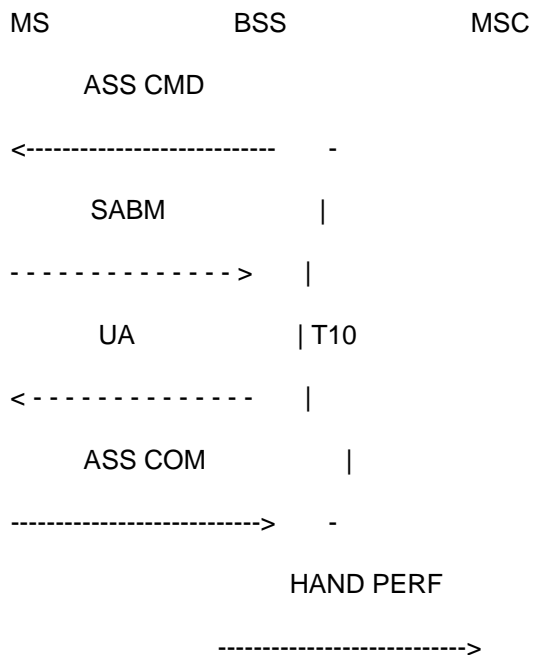 MS BSS MSC
ASS CMD
<---------------------------- -
SABM |
- - - - - - - - - - - - - - > |
UA | T10
< - - - - - - - - - - - - - - |
ASS COM |
----------------------------> -
HAND PERF
---------------------------->